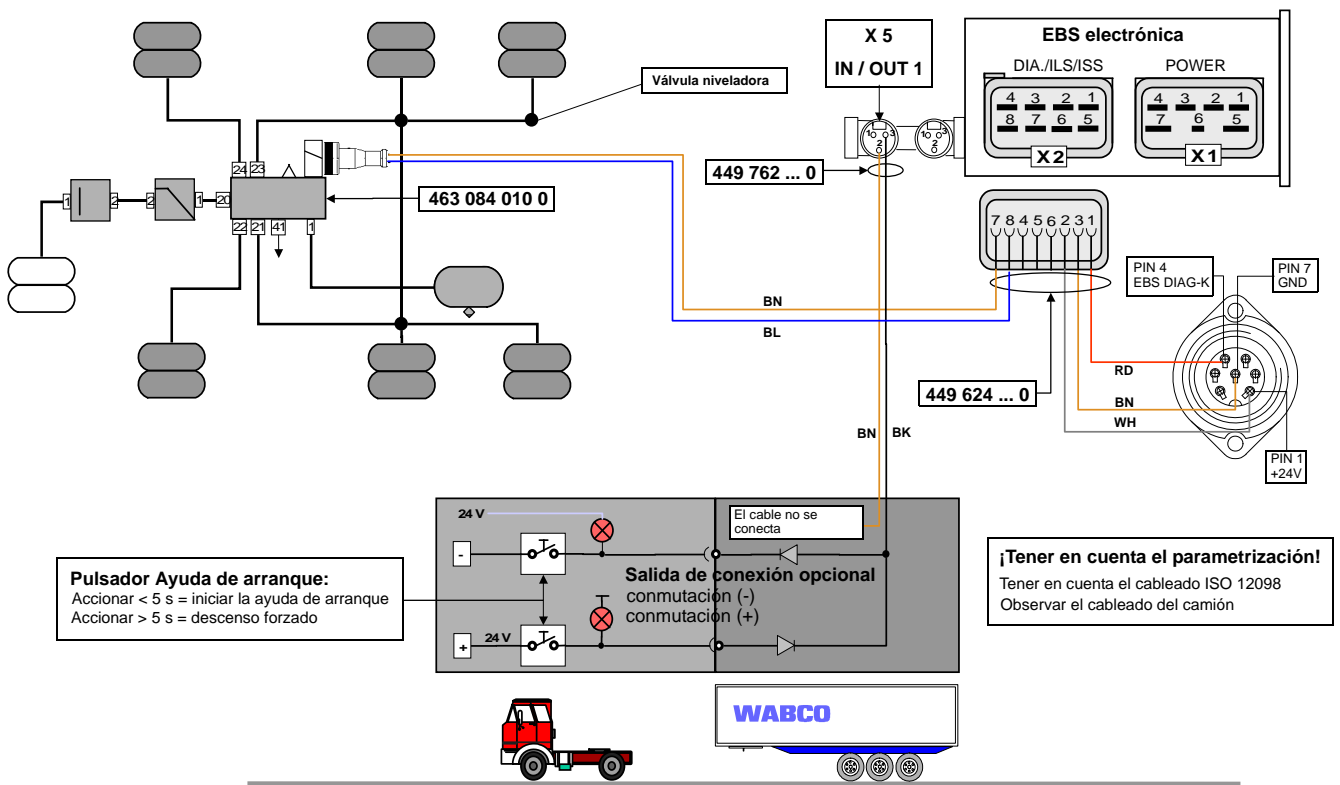 X 5
IN / OUT 1
EBS electrónica
DIA./ILS/ISS
POWER
4 3 2 1
8 7 6 5
X2
4 3 2 1
7 6 5
X1
Válvula niveladora
1 3
2
1 3
2
449 762 ... 0
24 23
1 2 2 1 20
22 21 41 1
463 084 010 0
7 8 4 5 6 2 3 1
PIN 4
EBS DIAG-K
PIN 7
GND
BN
BL
RD
449 624 ... 0
BN
WH
BN BK
PIN 1
+24V
24 V
El cable no se
conecta
-
Pulsador Ayuda de arranque:
Accionar < 5 s = iniciar la ayuda de arranque
Accionar > 5 s = descenso forzado
Salida de conexión opcional
conmutación (-)
conmutación (+)
24 V
+
¡Tener en cuenta el parametrización!
Tener en cuenta el cableado ISO 12098
Observar el cableado del camión
WABCO